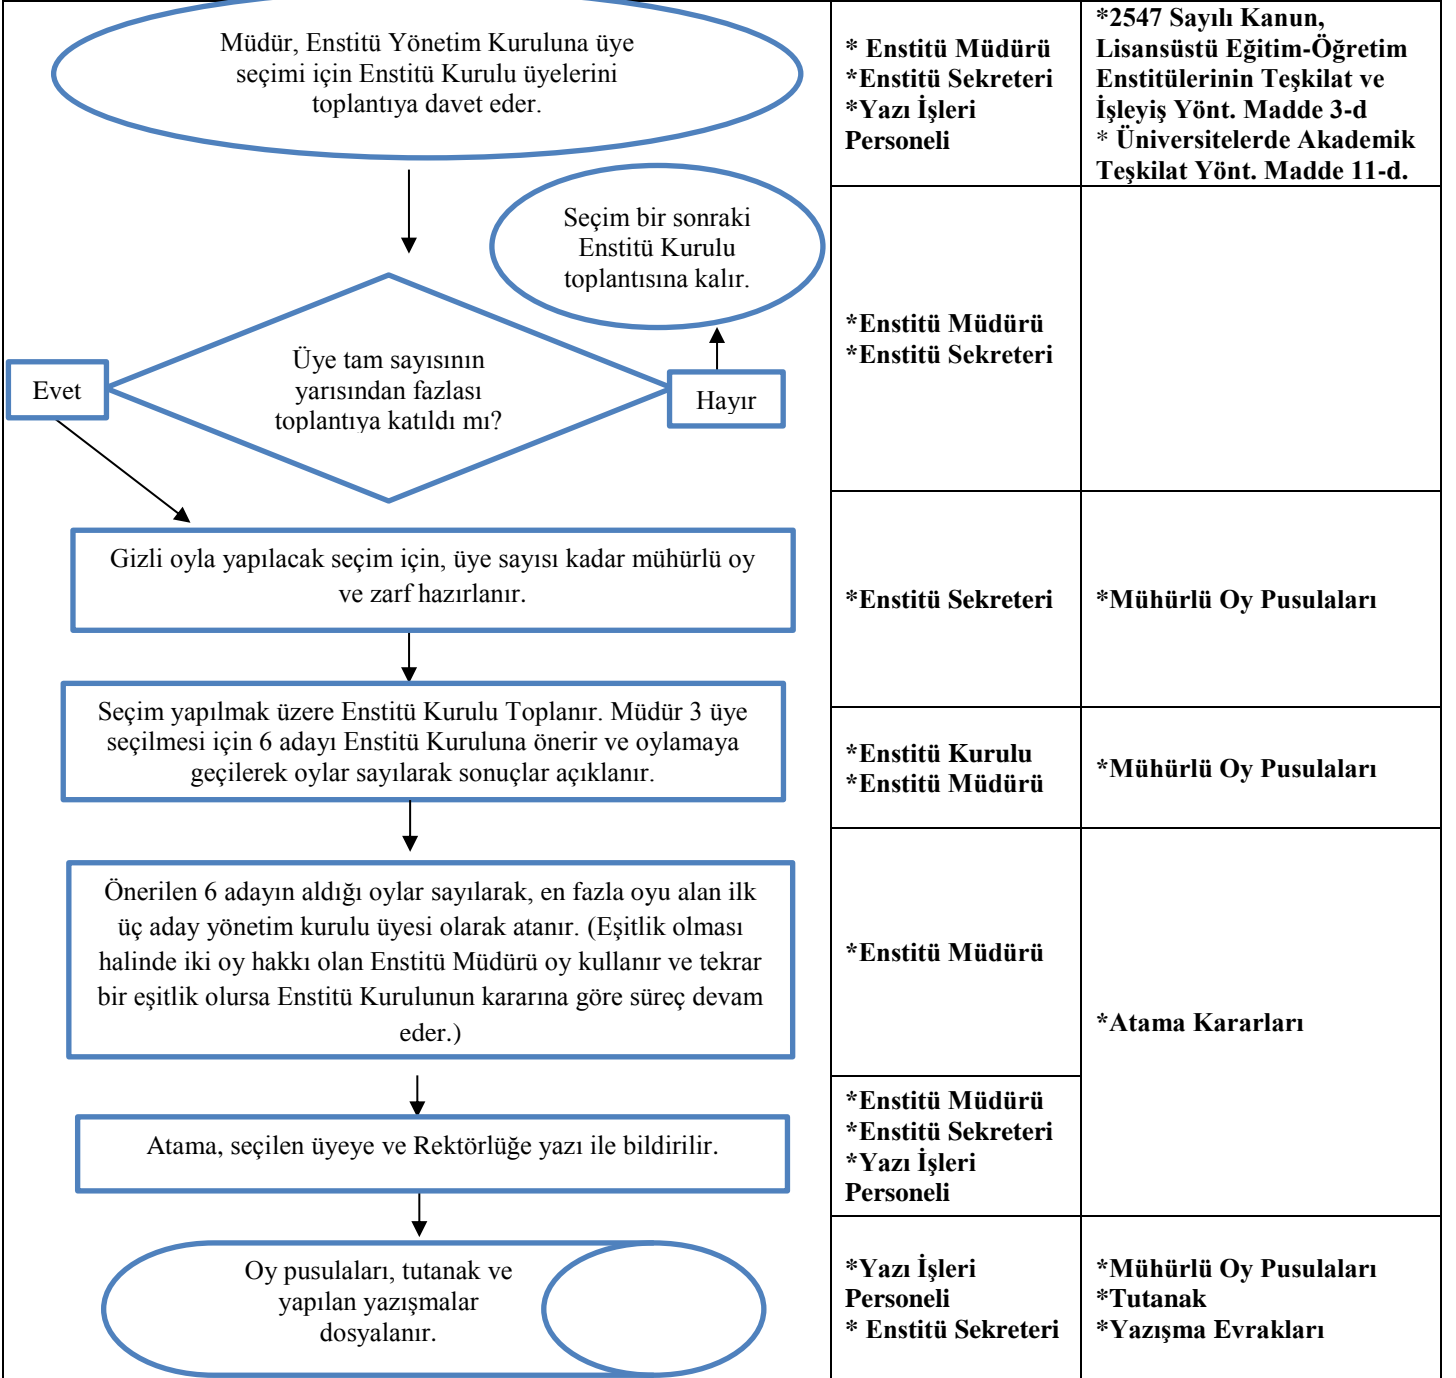 Müdür, Enstitü Yönetim Kuruluna üye
seçimi için Enstitü Kurulu üyelerini
toplantıya davet eder.
* Enstitü Müdürü
*Enstitü Sekreteri
*Yazı İşleri
Personeli
*2547 Sayılı Kanun,
Lisansüstü Eğitim-Öğretim
Enstitülerinin Teşkilat ve
İşleyiş Yönt. Madde 3-d
* Üniversitelerde Akademik
Teşkilat Yönt. Madde 11-d.
Seçim bir sonraki
Enstitü Kurulu
toplantısına kalır.
Üye tam sayısının
yarısından fazlası
toplantıya katıldı mı?
Evet
Hayır
*Enstitü Müdürü
*Enstitü Sekreteri
Gizli oyla yapılacak seçim için, üye sayısı kadar mühürlü oy
ve zarf hazırlanır.
*Enstitü Sekreteri
*Mühürlü Oy Pusulaları
Seçim yapılmak üzere Enstitü Kurulu Toplanır. Müdür 3 üye
seçilmesi için 6 adayı Enstitü Kuruluna önerir ve oylamaya
geçilerek oylar sayılarak sonuçlar açıklanır.
*Enstitü Kurulu
*Enstitü Müdürü
*Mühürlü Oy Pusulaları
Önerilen 6 adayın aldığı oylar sayılarak, en fazla oyu alan ilk
üç aday yönetim kurulu üyesi olarak atanır. (Eşitlik olması
halinde iki oy hakkı olan Enstitü Müdürü oy kullanır ve tekrar
bir eşitlik olursa Enstitü Kurulunun kararına göre süreç devam
eder.)
*Enstitü Müdürü
*Atama Kararları
Atama, seçilen üyeye ve Rektörlüğe yazı ile bildirilir.
*Enstitü Müdürü
*Enstitü Sekreteri
*Yazı İşleri
Personeli
Oy pusulaları, tutanak ve
yapılan yazışmalar
dosyalanır.
*Yazı İşleri
Personeli
* Enstitü Sekreteri
*Mühürlü Oy Pusulaları
*Tutanak
*Yazışma Evrakları